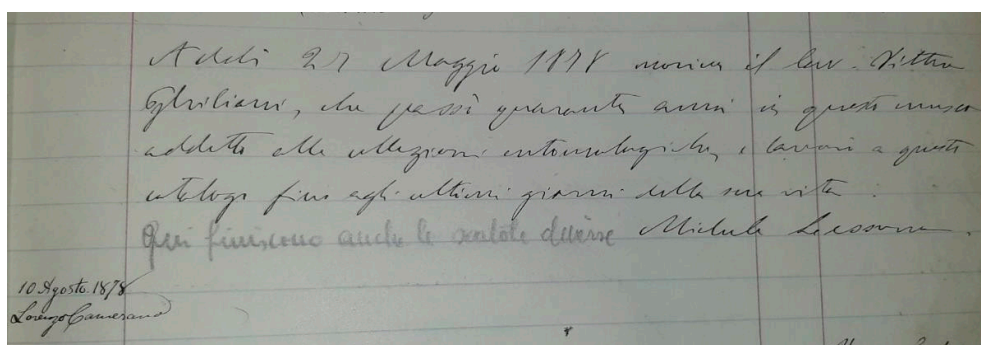 Addì 27 Maggio 1878 moriva il Cav. Vittore
Ghiliani, che passò quaranta anni in questo museo
addetto alle collezioni entomologiche, e lavorò a questo
catalogo fino agli ultimi giorni della sua vita.
Qui finiscono anche le scatole diverse Michele Lessona.
10 Agosto 1878
Lorenzo Camerano